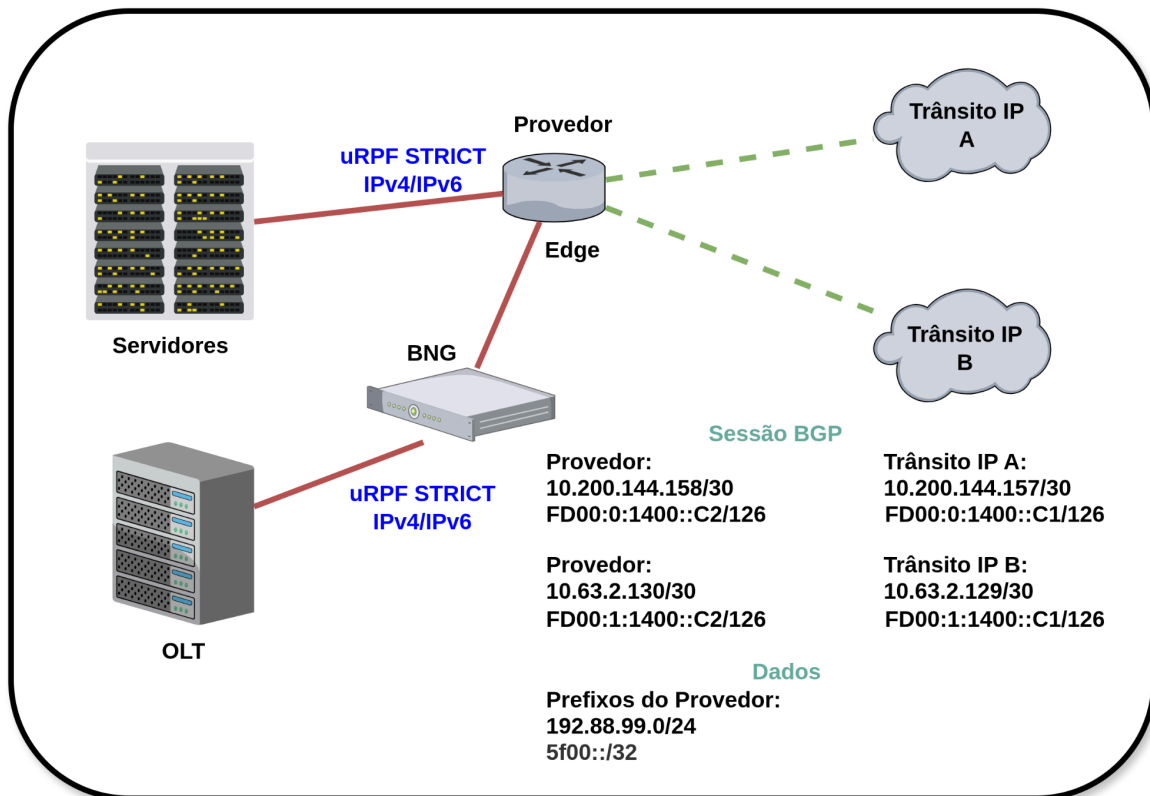 Trânsito IP
A
Provedor
uRPF STRICT
IPv4/IPv6
Edge
Servidores
BNG
Trânsito IP
B
Sessão BGP
Provedor:
10.200.144.158/30
FD00:0:1400::C2/126
Trânsito IP A:
10.200.144.157/30
FD00:0:1400::C1/126
uRPF STRICT
IPv4/IPv6
Provedor:
10.63.2.130/30
FD00:1:1400::C2/126
Trânsito IP B:
10.63.2.129/30
FD00:1:1400::C1/126
OLT
Dados
Prefixos do Provedor:
192.88.99.0/24
5f00::/32